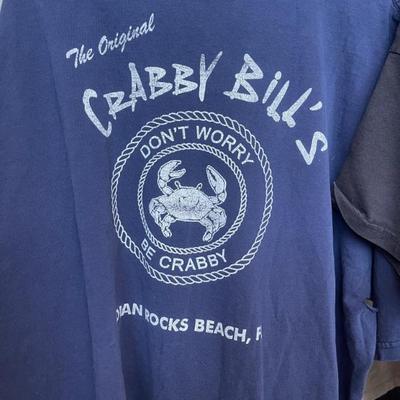 The Original
CRABBY BILL'S
DON'T WORRY
BE CRABBY
ROCKS BEACH,